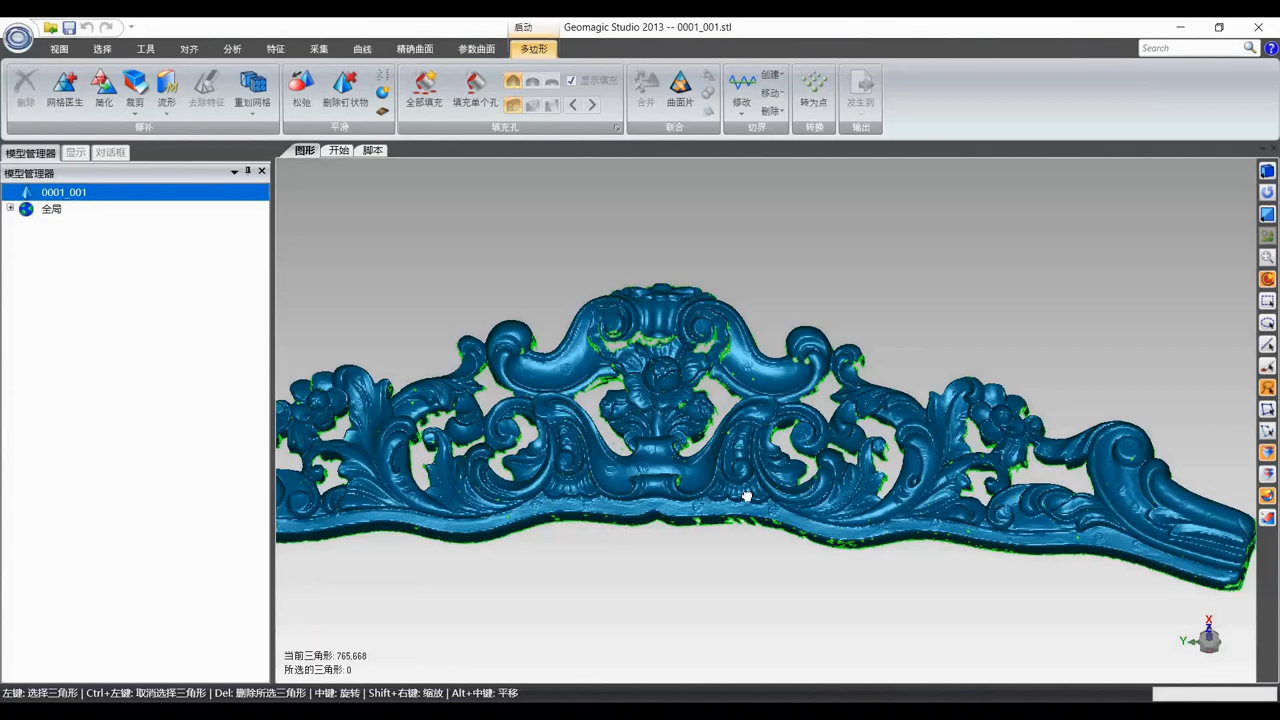 启动
Geomagic Studio 2013 -- 0001_001.stl
视图 选择 工具 对齐 分析 特征 采集 曲线 精确曲面 参数曲面 多边形
Search
删除 网格医生 简化 裁剪 流形 去除特征 重划网格
修补
松弛 删除钉状物
平滑
全部填充 填充单个孔 显示填充
填充孔
合并 曲面片
联合
修改 创建 移动 删除
边界
转为点
转换
发生到
输出
模型管理器 显示 对话框
图形 开始 脚本
模型管理器
0001_001
全局
当前三角形: 765,668
所选的三角形: 0
X
Z
Y
左键: 选择三角形 | Ctrl+左键: 取消选择三角形 | Del: 删除所选三角形 | 中键: 旋转 | Shift+右键: 缩放 | Alt+中键: 平移